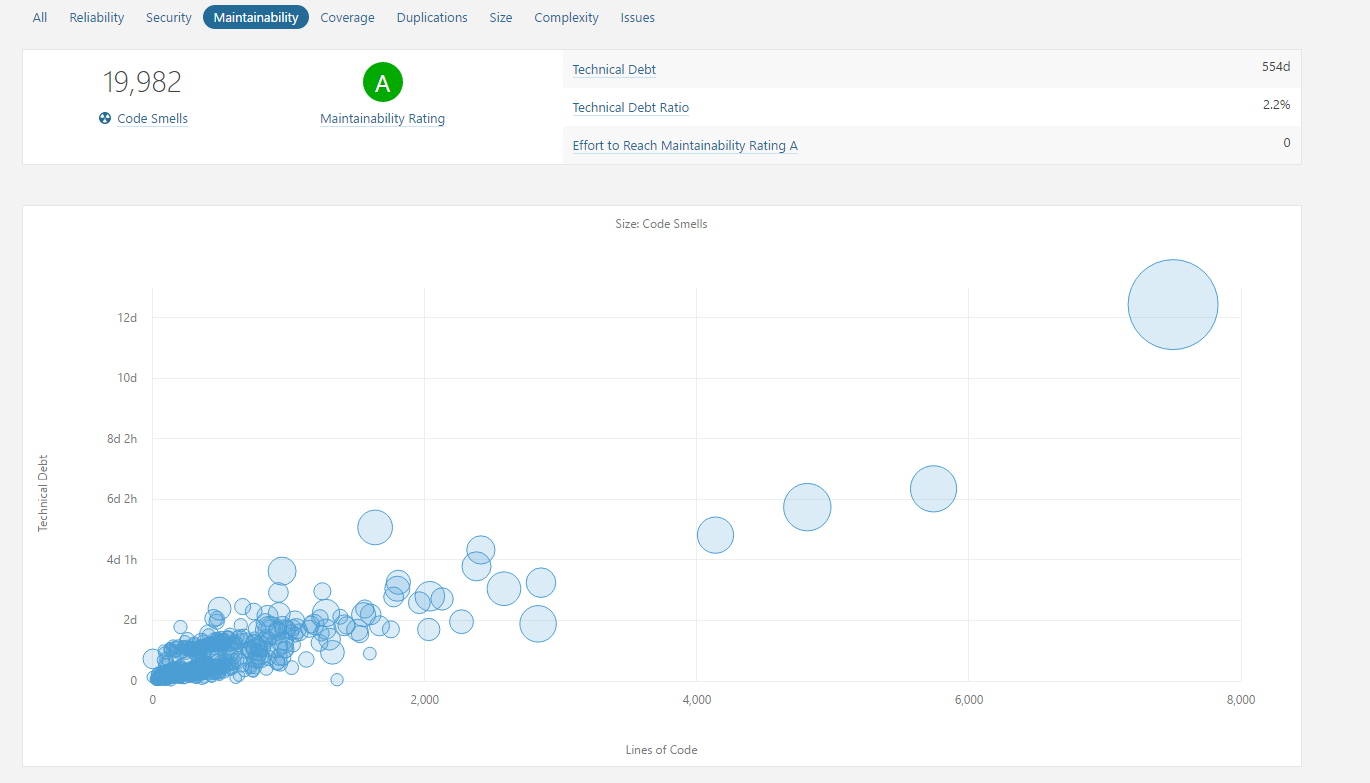 All Reliability Security Maintainability Coverage Duplications Size Complexity Issues
19,982
Code Smells
A
Maintainability Rating
Technical Debt 554d
Technical Debt Ratio 2.2%
Effort to Reach Maintainability Rating A 0
Size: Code Smells
12d
10d
8d 2h
6d 2h
4d 1h
2d
0
Technical Debt
0 2,000 4,000 6,000 8,000
Lines of Code